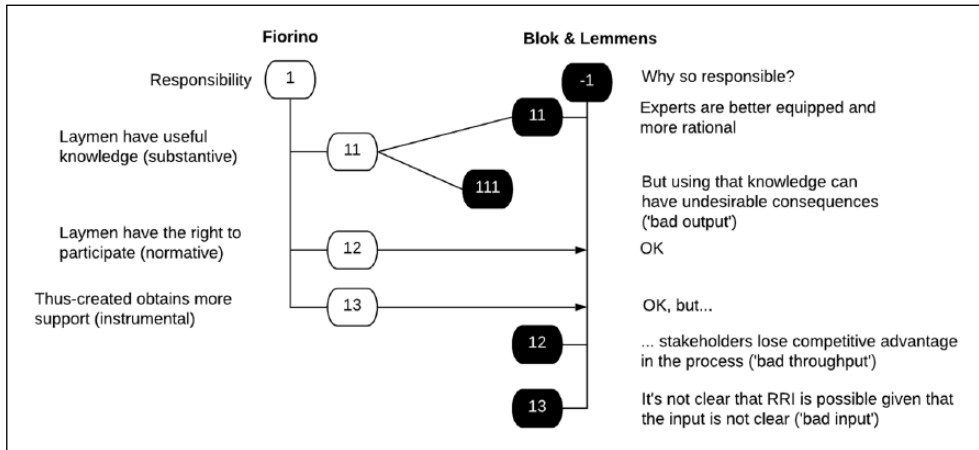 Fiorino
Blok & Lemmens
Responsibility
1
-1
Why so responsible?
11
Experts are better equipped and
more rational
Laymen have useful
knowledge (substantive)
11
111
But using that knowledge can
have undesirable consequences
('bad output')
Laymen have the right to
participate (normative)
12
OK
Thus-created obtains more
support (instrumental)
13
OK, but...
12
... stakeholders lose competitive advantage
in the process ('bad throughput')
13
It's not clear that RRI is possible given that
the input is not clear ('bad input')